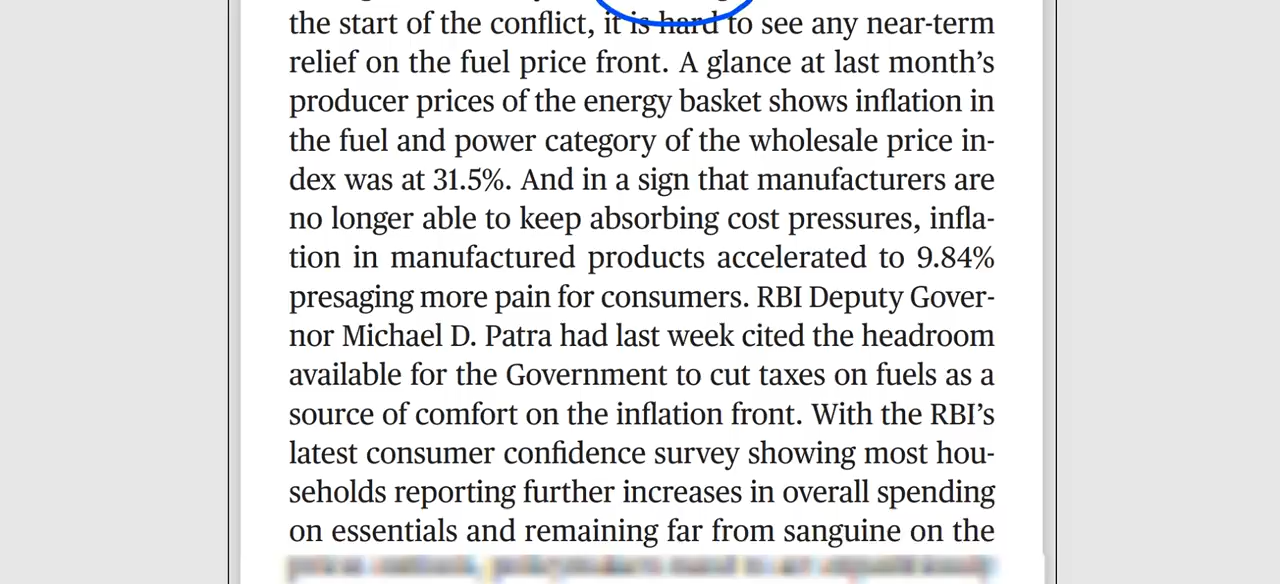 the start of the conflict, it is hard to see any near-term
relief on the fuel price front. A glance at last month’s
producer prices of the energy basket shows inflation in
the fuel and power category of the wholesale price in-
dex was at 31.5%. And in a sign that manufacturers are
no longer able to keep absorbing cost pressures, infla-
tion in manufactured products accelerated to 9.84%
presaging more pain for consumers. RBI Deputy Gover-
nor Michael D. Patra had last week cited the headroom
available for the Government to cut taxes on fuels as a
source of comfort on the inflation front. With the RBI’s
latest consumer confidence survey showing most hou-
seholds reporting further increases in overall spending
on essentials and remaining far from sanguine on the